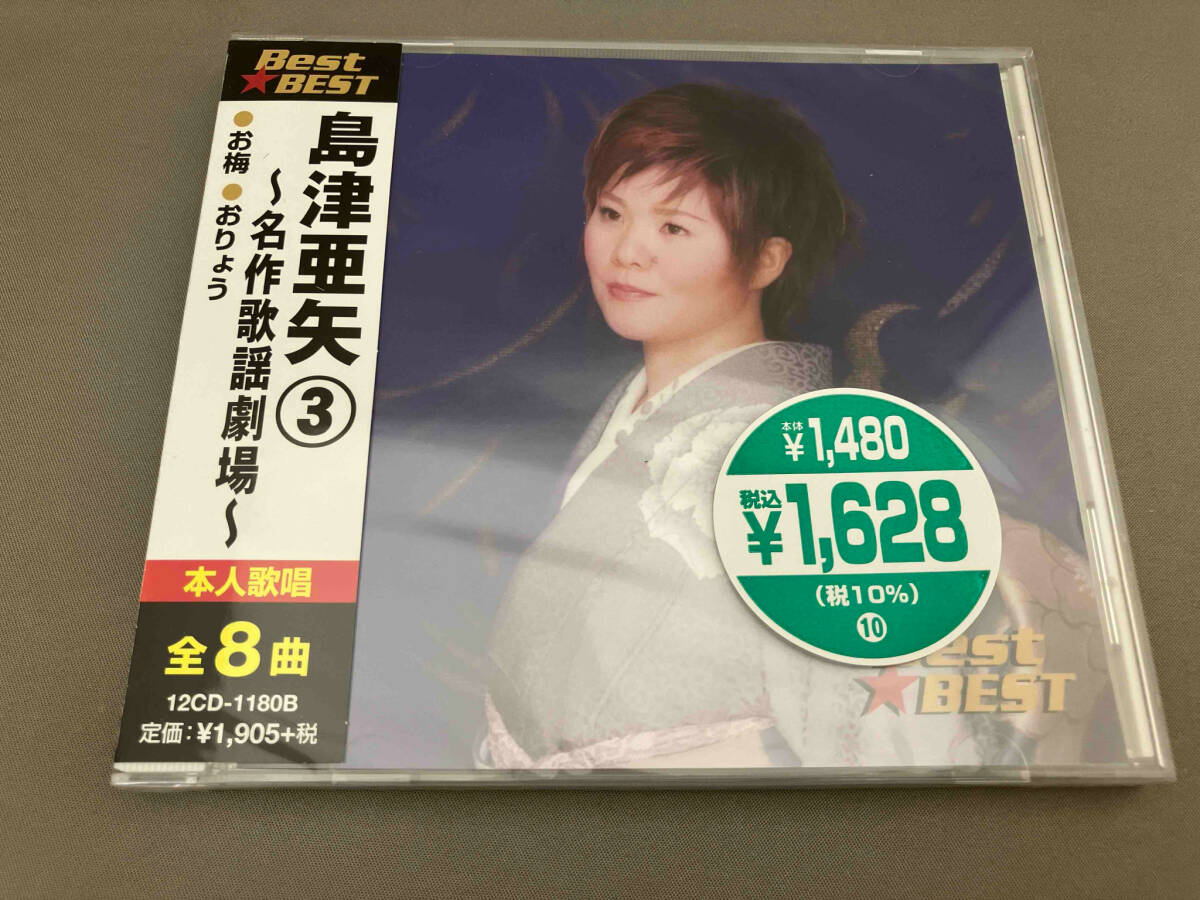 Best
★BEST
島津亜矢③
～名作歌謡劇場～
●お梅 ●おりょう
本人歌唱
全8曲
12CD-1180B
定価:¥1,905+税
本体
¥1,480
税込
¥1,628
(税10%)
⑩
Best
★BEST